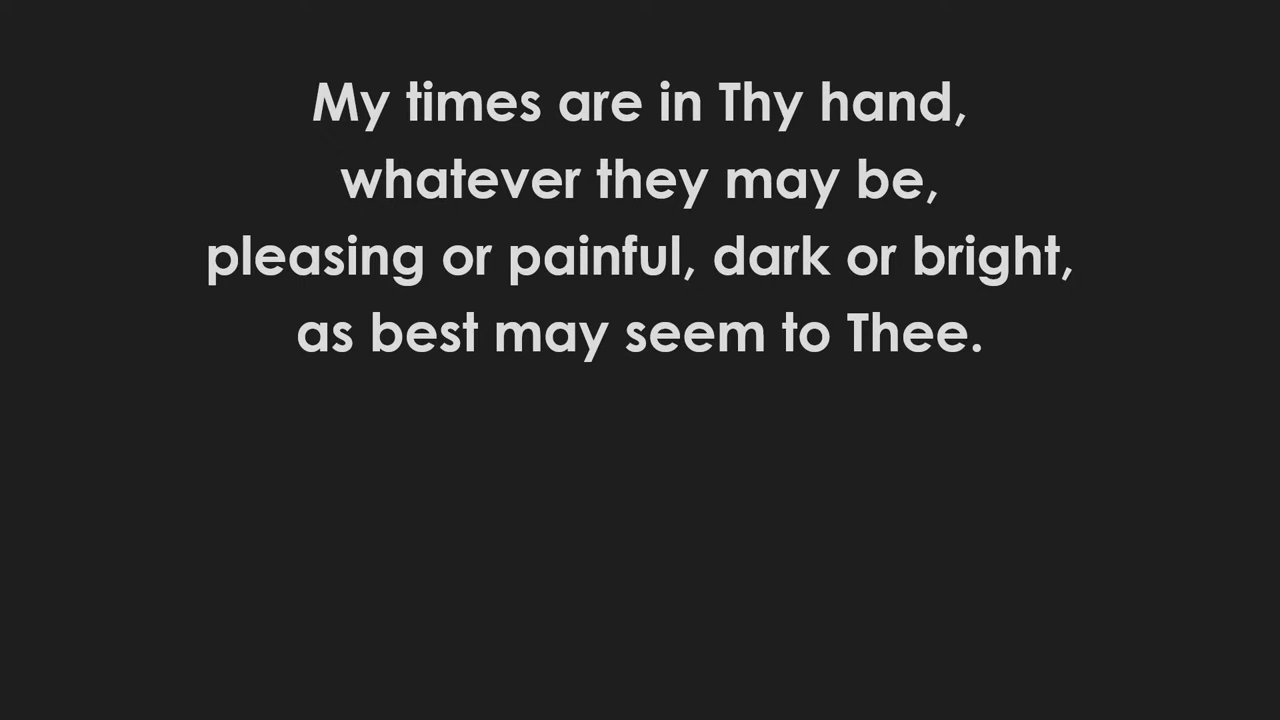 My times are in Thy hand,
whatever they may be,
pleasing or painful, dark or bright,
as best may seem to Thee.